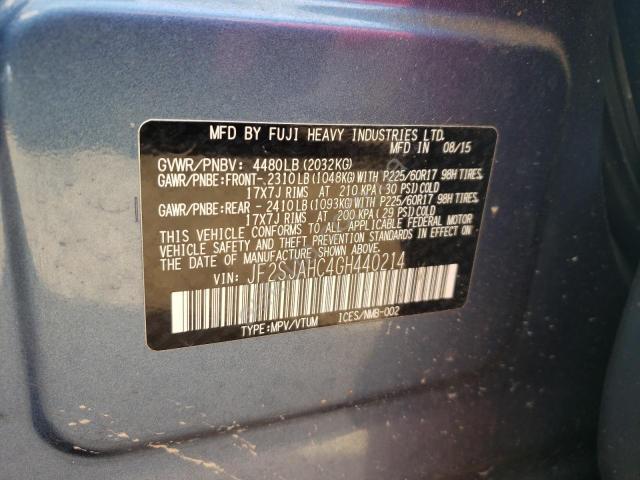 MFD BY FUJI HEAVY INDUSTRIES LTD.
MFD IN 08/15
GVWR/PNBV: 4480LB(2032KG)
GAWR/PNBE:FRONT-2310LB(1048KG) WITH P225/60R17 98H TIRES,
17X7J RIMS AT 210 KPA(30 PSI)COLD
GAWR/PNBE:REAR - 2410LB(1093KG) WITH P225/60R17 98H TIRES,
17X7J RIMS AT 200 KPA(29 PSI)COLD
THIS VEHICLE CONFORMS TO ALL APPLICABLE FEDERAL MOTOR
VEHICLE SAFETY AND THEFT PREVENTION STANDARDS IN EFFECT
ON THE DATE OF MANUFACTURE SHOWN ABOVE.
VIN: JF2SJAHC4GH440214
TYPE:MPV/VTUM ICES/NMB-002